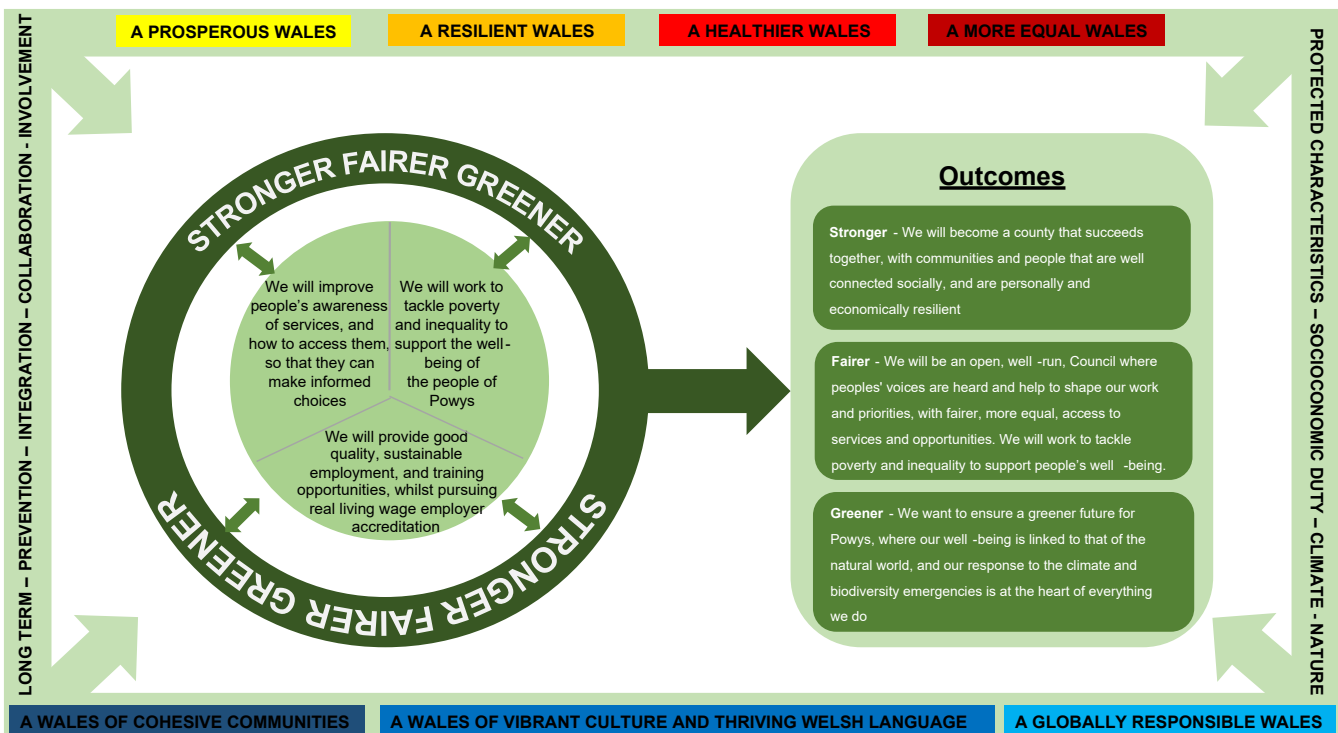 A PROSPEROUS WALES
A RESILIENT WALES
A HEALTHIER WALES
A MORE EQUAL WALES
LONG TERM – PREVENTION – INTEGRATION – COLLABORATION - INVOLVEMENT
STRONGER FAIRER GREENER
We will improve
people's awareness
of services, and
how to access them,
so that they can
make informed
choices
We will work to
tackle poverty
and inequality to
support the well-
being of
the people of
Powys
We will provide good
quality, sustainable
employment, and training
opportunities, whilst pursuing
real living wage employer
accreditation
STRONGER FAIRER GREENER
Outcomes
Stronger - We will become a county that succeeds
together, with communities and people that are well
connected socially, and are personally and
economically resilient
Fairer - We will be an open, well -run, Council where
peoples' voices are heard and help to shape our work
and priorities, with fairer, more equal, access to
services and opportunities. We will work to tackle
poverty and inequality to support people's well -being.
Greener - We want to ensure a greener future for
Powys, where our well -being is linked to that of the
natural world, and our response to the climate and
biodiversity emergencies is at the heart of everything
we do
PROTECTED CHARACTERISTICS – SOCIOCONOMIC DUTY – CLIMATE - NATURE
A WALES OF COHESIVE COMMUNITIES
A WALES OF VIBRANT CULTURE AND THRIVING WELSH LANGUAGE
A GLOBALLY RESPONSIBLE WALES